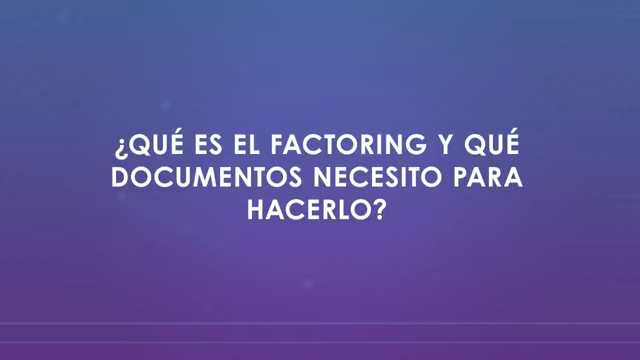 ¿QUÉ ES EL FACTORING Y QUÉ
DOCUMENTOS NECESITO PARA
HACERLO?